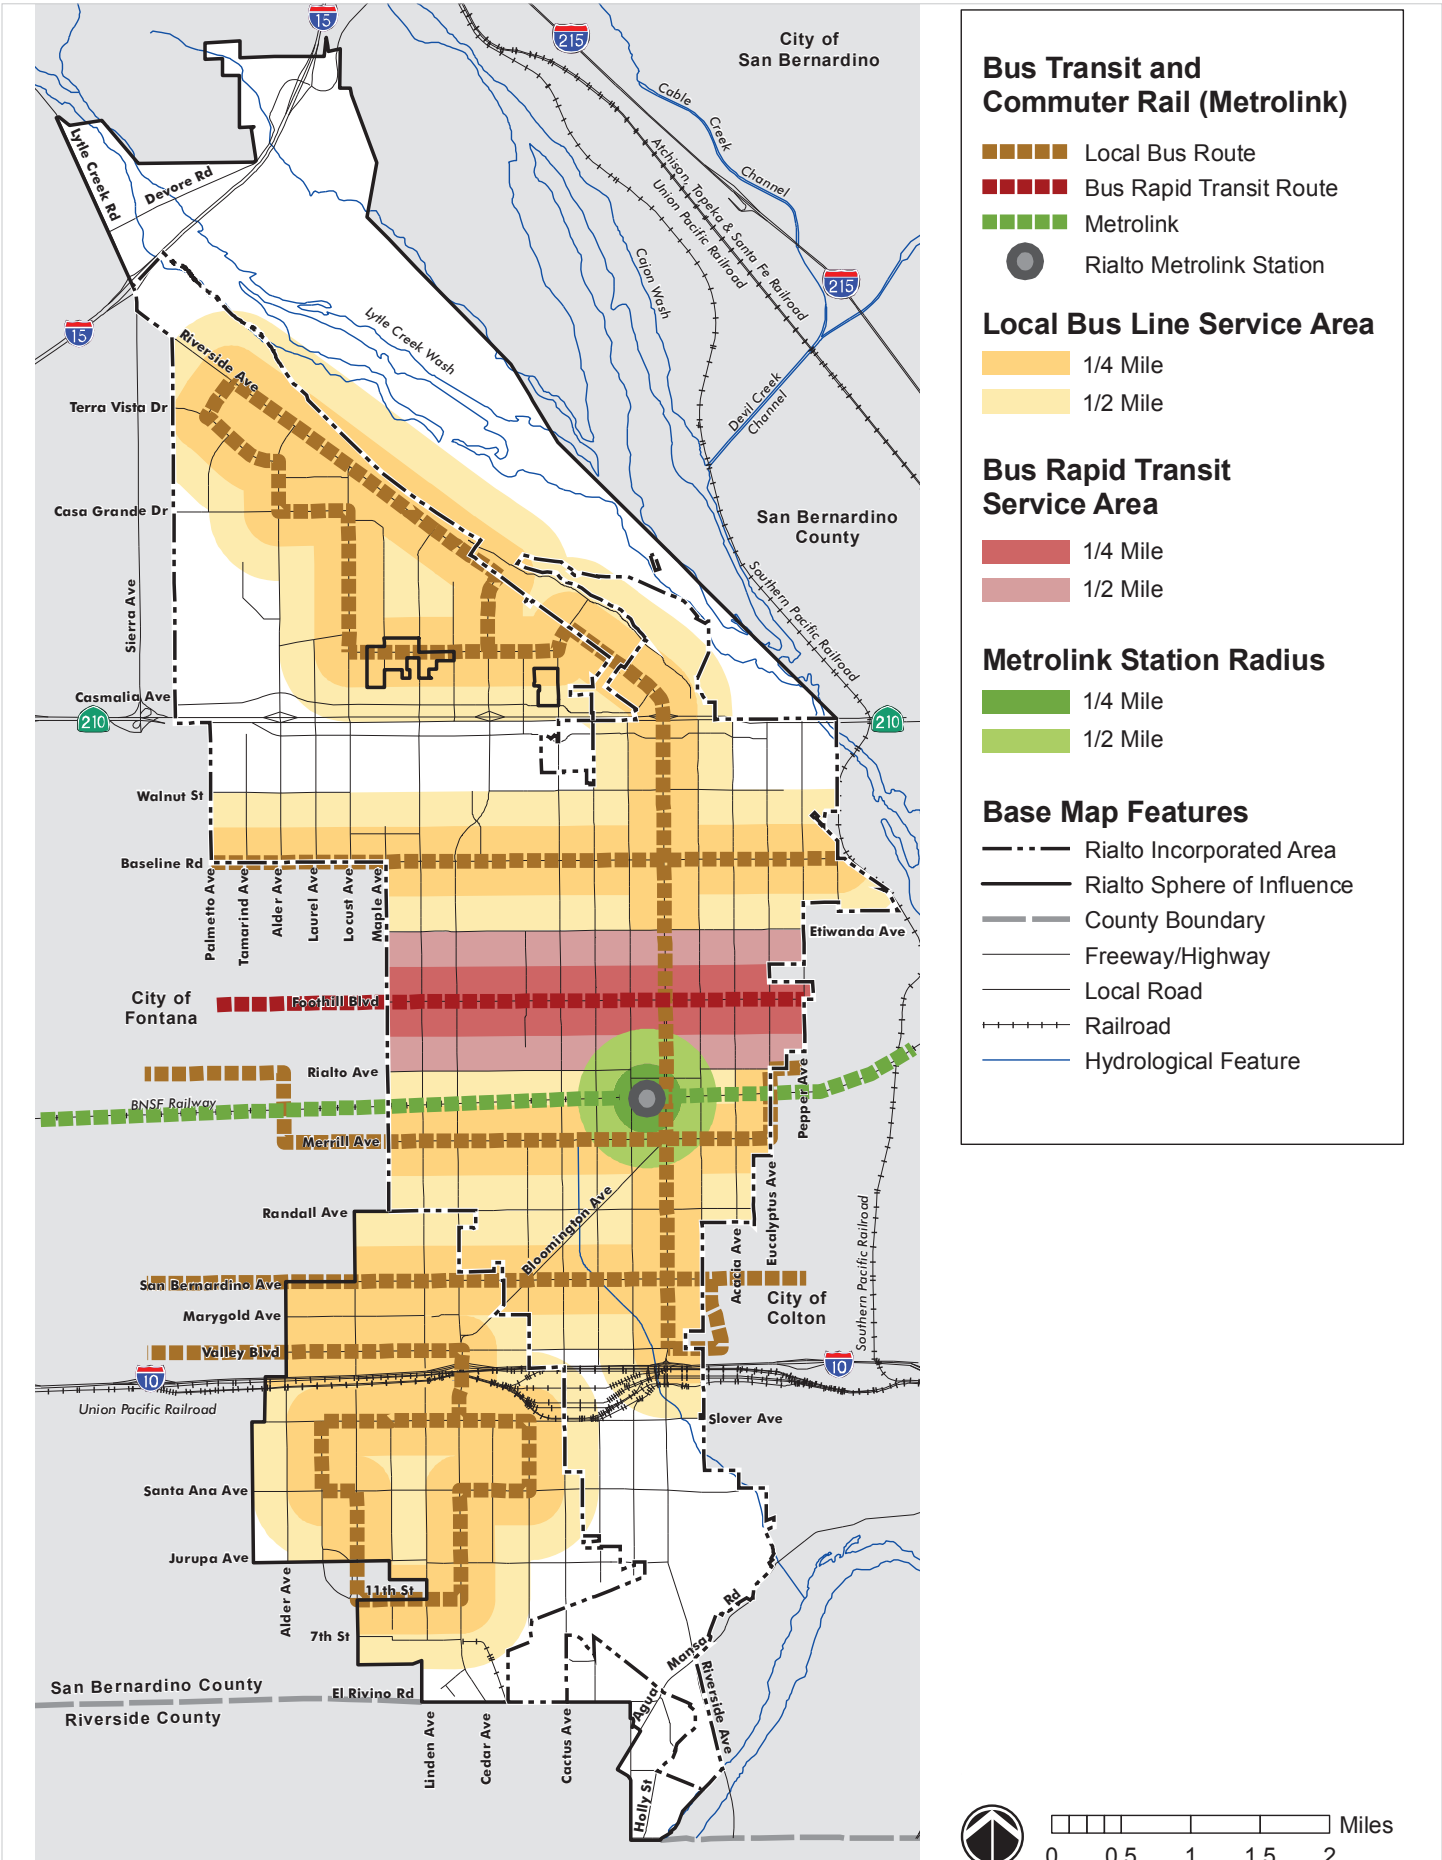 15
215
City of
San Bernardino
Cable
Creek
Channel
Lytle Creek Rd
Devore Rd
Atchison, Topeka & Santa Fe Railroad
Union Pacific Railroad
Cajon Wash
215
15
Lytle Creek Wash
Riverside Ave
Terra Vista Dr
Devil Creek
Channel
Casa Grande Dr
San Bernardino
County
Sierra Ave
Southern Pacific Railroad
Casmalia Ave
210
210
Walnut St
Baseline Rd
Palmetto Ave
Tamarind Ave
Alder Ave
Laurel Ave
Locust Ave
Maple Ave
Etiwanda Ave
City of
Fontana
Foothill Blvd
Rialto Ave
BNSF Railway
Pepper Ave
Merrill Ave
Eucalyptus Ave
Randall Ave
Bloomington Ave
Acacia Ave
Southern Pacific Railroad
San Bernardino Ave
City of
Colton
Marygold Ave
Valley Blvd
10
10
Union Pacific Railroad
Slover Ave
Santa Ana Ave
Jurupa Ave
Alder Ave
11th St
7th St
Agua
Mansa
Rd
Riverside Ave
San Bernardino County
El Rivino Rd
Riverside County
Linden Ave
Cedar Ave
Cactus Ave
Holly St
Bus Transit and
Commuter Rail (Metrolink)
Local Bus Route
Bus Rapid Transit Route
Metrolink
Rialto Metrolink Station
Local Bus Line Service Area
1/4 Mile
1/2 Mile
Bus Rapid Transit
Service Area
1/4 Mile
1/2 Mile
Metrolink Station Radius
1/4 Mile
1/2 Mile
Base Map Features
Rialto Incorporated Area
Rialto Sphere of Influence
County Boundary
Freeway/Highway
Local Road
Railroad
Hydrological Feature
Miles
0 0.5 1 1.5 2